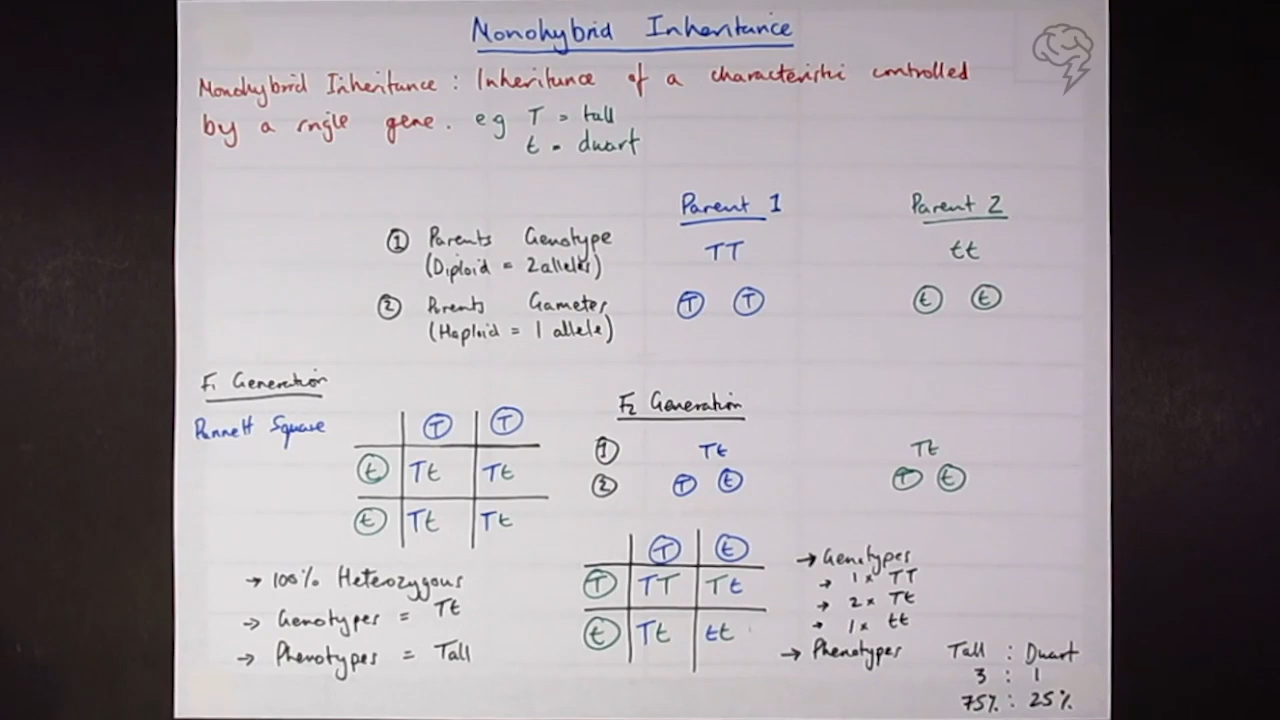 Monohybrid Inheritance
Monohybrid Inheritance : Inheritance of a characteristic controlled
by a single gene. eg T = tall
t = dwarf
Parent 1 Parent 2
① Parents Genotype TT tt
(Diploid = 2 alleles)
② Parents Gametes T T t t
(Haploid = 1 allele)
F1 Generation
Punnett Square
T T
t Tt Tt
t Tt Tt
→ 100% Heterozygous
→ Genotypes = Tt
→ Phenotypes = Tall
F2 Generation
① Tt Tt
② T t T t
T t
T TT Tt
t Tt tt
→ Genotypes
→ 1x TT
→ 2x Tt
→ 1x tt
→ Phenotypes Tall : Dwarf
3 : 1
75% : 25%